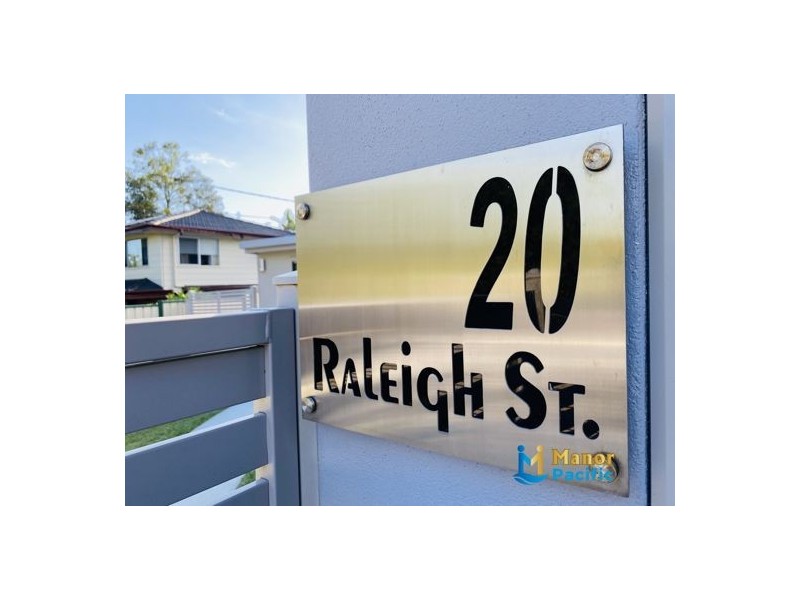 20
Raleigh St.
Manor
Pacific